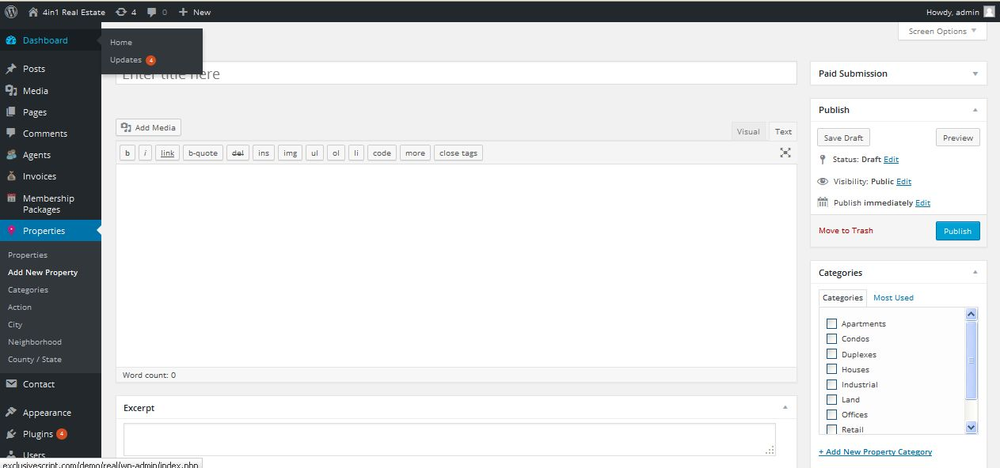 4in1 Real Estate 4 0 New Howdy, admin
Dashboard
Home
Updates 4
Screen Options
Posts
Media
Pages
Comments
Agents
Invoices
Membership
Packages
Properties
Properties
Add New Property
Categories
Action
City
Neighborhood
County / State
Contact
Appearance
Plugins 4
Users
Enter title here
Add Media
Visual Text
b i link b-quote del ins img ul ol li code more close tags
Word count: 0
Excerpt
Paid Submission
Publish
Save Draft Preview
Status: Draft Edit
Visibility: Public Edit
Publish immediately Edit
Move to Trash Publish
Categories
Categories Most Used
Apartments
Condos
Duplexes
Houses
Industrial
Land
Offices
Retail
+ Add New Property Category
exclusivescript.com/demo/real/wp-admin/index.php